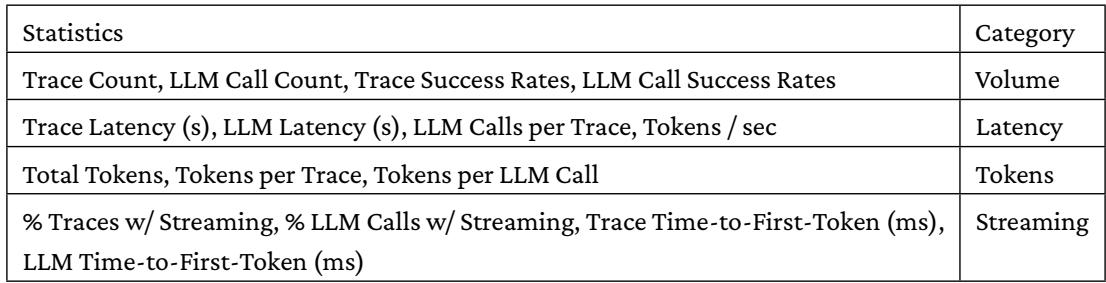 Statistics Category
Trace Count, LLM Call Count, Trace Success Rates, LLM Call Success Rates Volume
Trace Latency (s), LLM Latency (s), LLM Calls per Trace, Tokens / sec Latency
Total Tokens, Tokens per Trace, Tokens per LLM Call Tokens
% Traces w/ Streaming, % LLM Calls w/ Streaming, Trace Time-to-First-Token (ms), Streaming
LLM Time-to-First-Token (ms)